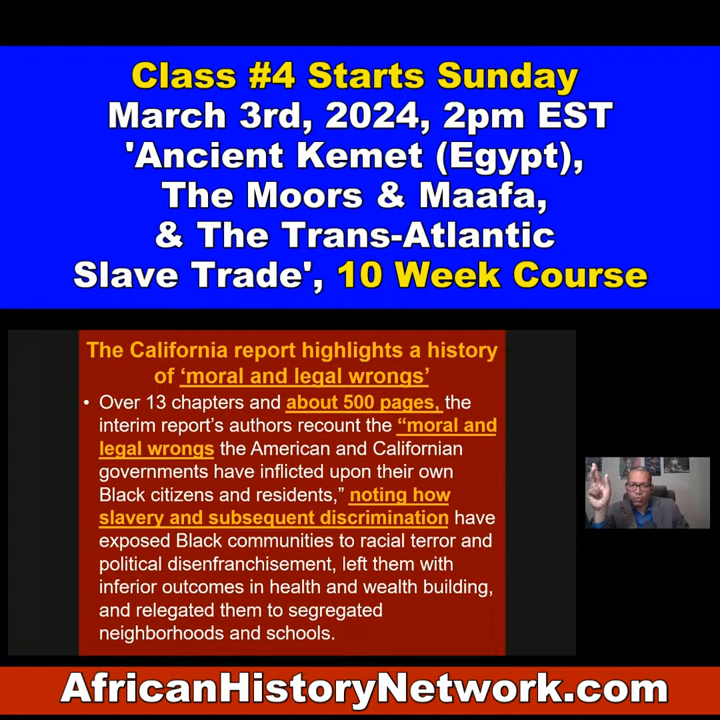 Class #4 Starts Sunday
March 3rd, 2024, 2pm EST
'Ancient Kemet (Egypt),
The Moors & Maafa,
& The Trans-Atlantic
Slave Trade', 10 Week Course
The California report highlights a history
of ‘moral and legal wrongs’
• Over 13 chapters and about 500 pages, the
interim report’s authors recount the “moral and
legal wrongs the American and Californian
governments have inflicted upon their own
Black citizens and residents,” noting how
slavery and subsequent discrimination have
exposed Black communities to racial terror and
political disenfranchisement, left them with
inferior outcomes in health and wealth building,
and relegated them to segregated
neighborhoods and schools.
AfricanHistoryNetwork.com